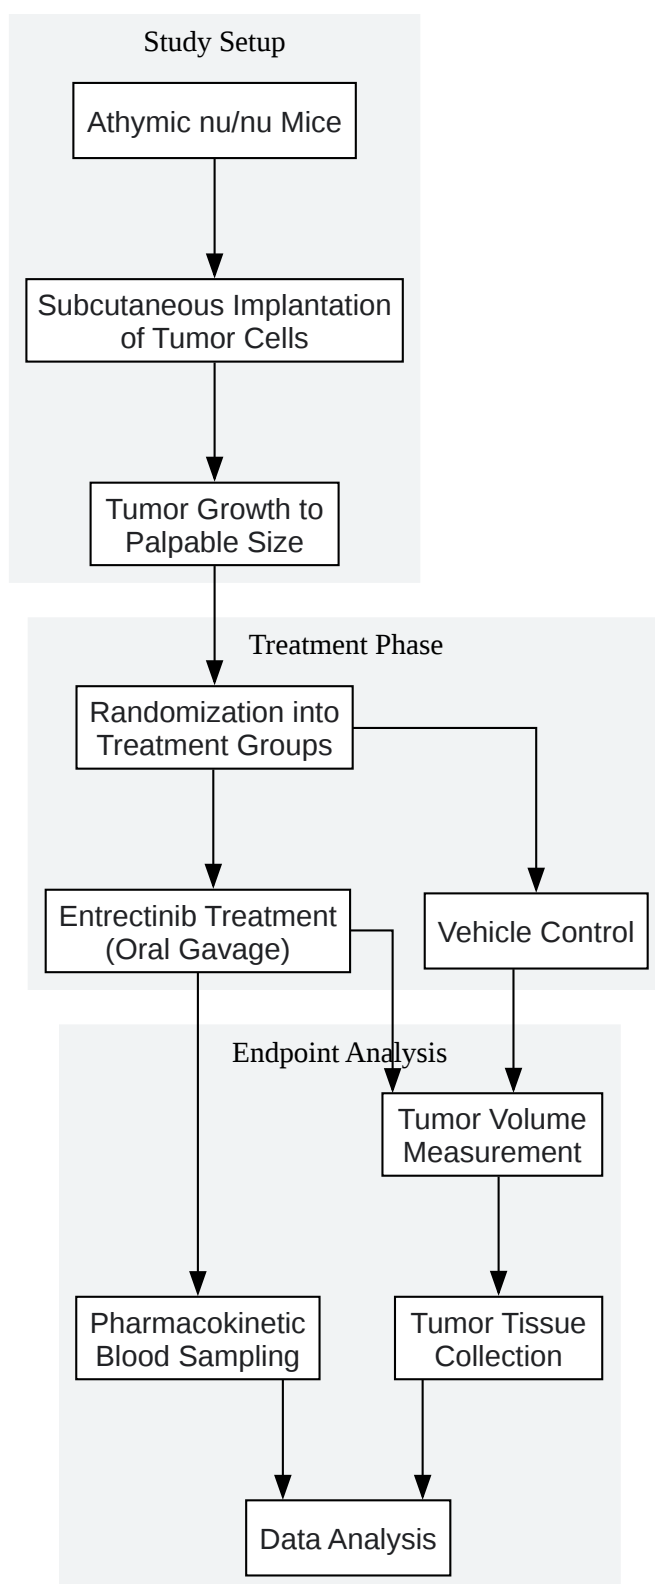 Study Setup
Athymic nu/nu Mice
Subcutaneous Implantation
of Tumor Cells
Tumor Growth to
Palpable Size
Treatment Phase
Randomization into
Treatment Groups
Entrectinib Treatment
(Oral Gavage)
Vehicle Control
Endpoint Analysis
Tumor Volume
Measurement
Pharmacokinetic
Blood Sampling
Tumor Tissue
Collection
Data Analysis